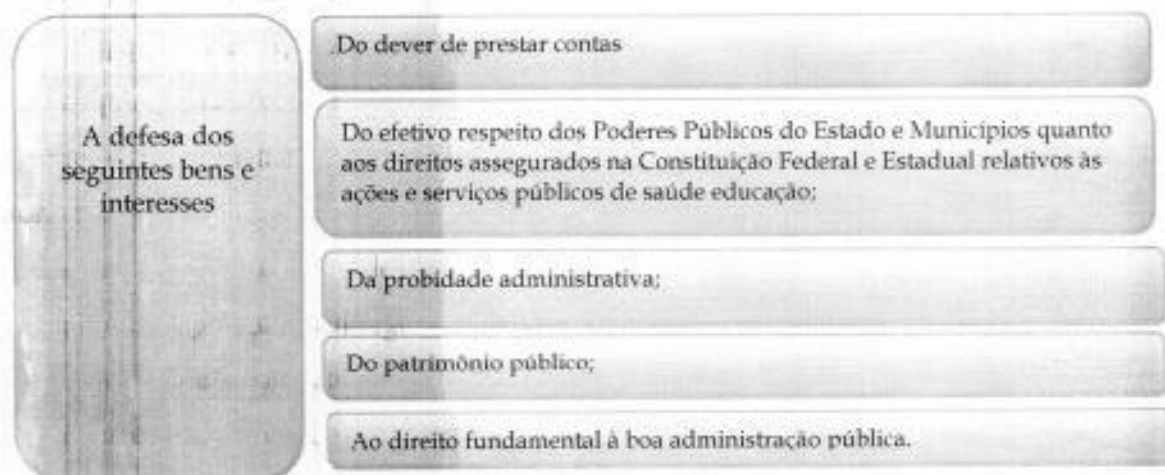 A defesa dos
seguintes bens e
interesses
.Do dever de prestar contas
Do efetivo respeito dos Poderes Públicos do Estado e Municípios quanto
aos direitos assegurados na Constituição Federal e Estadual relativos às
ações e serviços públicos de saúde educação;
Da probidade administrativa;
Do patrimônio público;
Ao direito fundamental à boa administração pública.